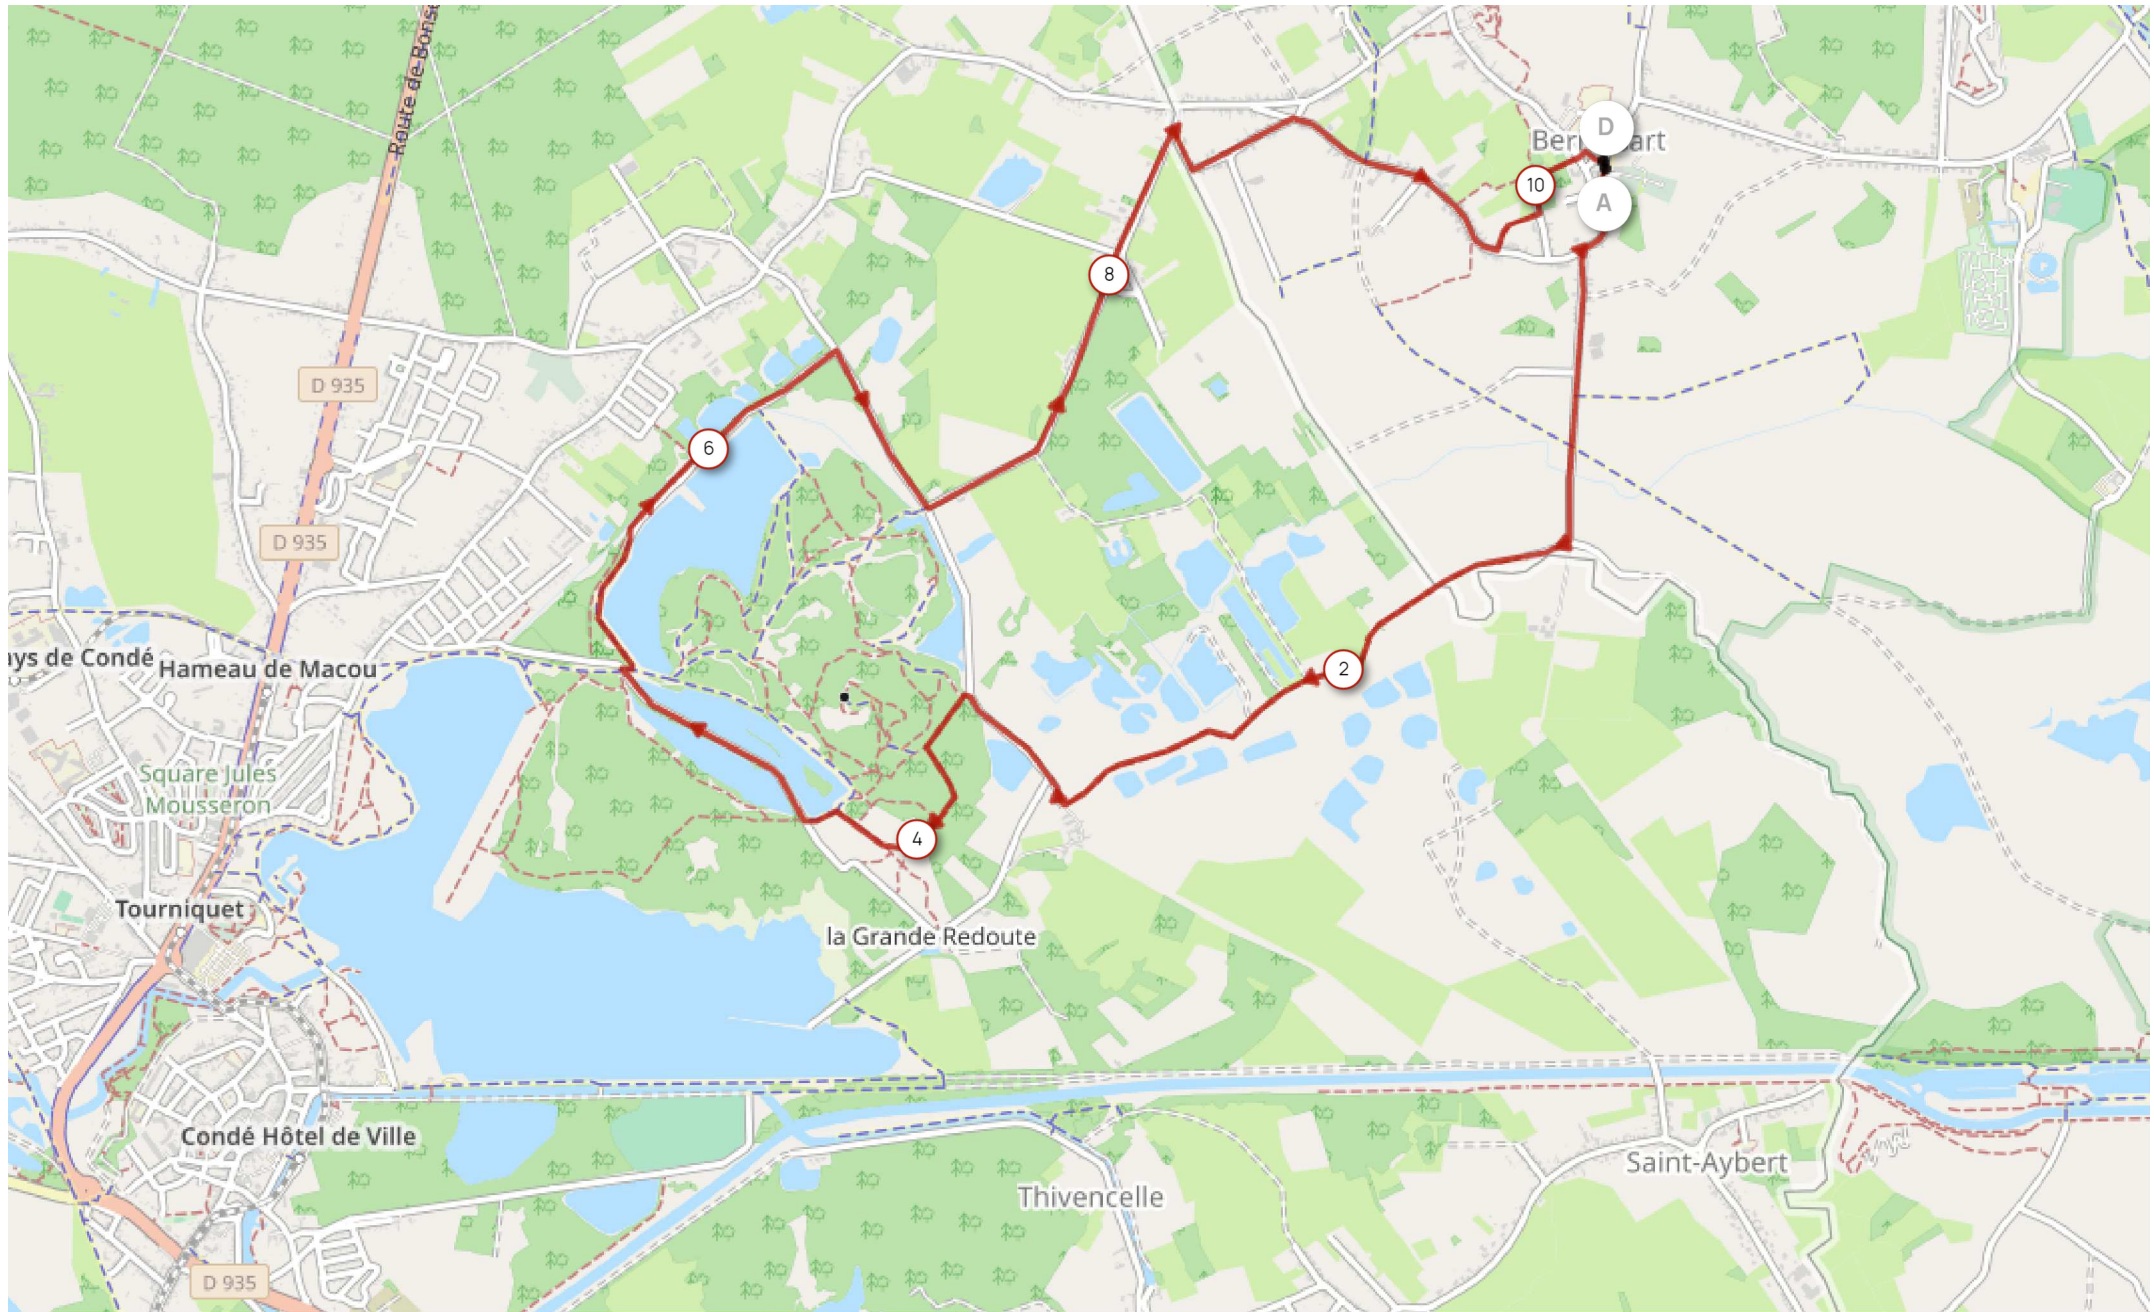 Route de Bonse
D
Ber
art
10
A
8
D 935
6
D 935
ays de Condé
Hameau de Macou
2
Square Jules
Mousseron
4
Tourniquet
la Grande Redoute
Condé Hôtel de Ville
Saint-Aybert
Thivencelle
D 935